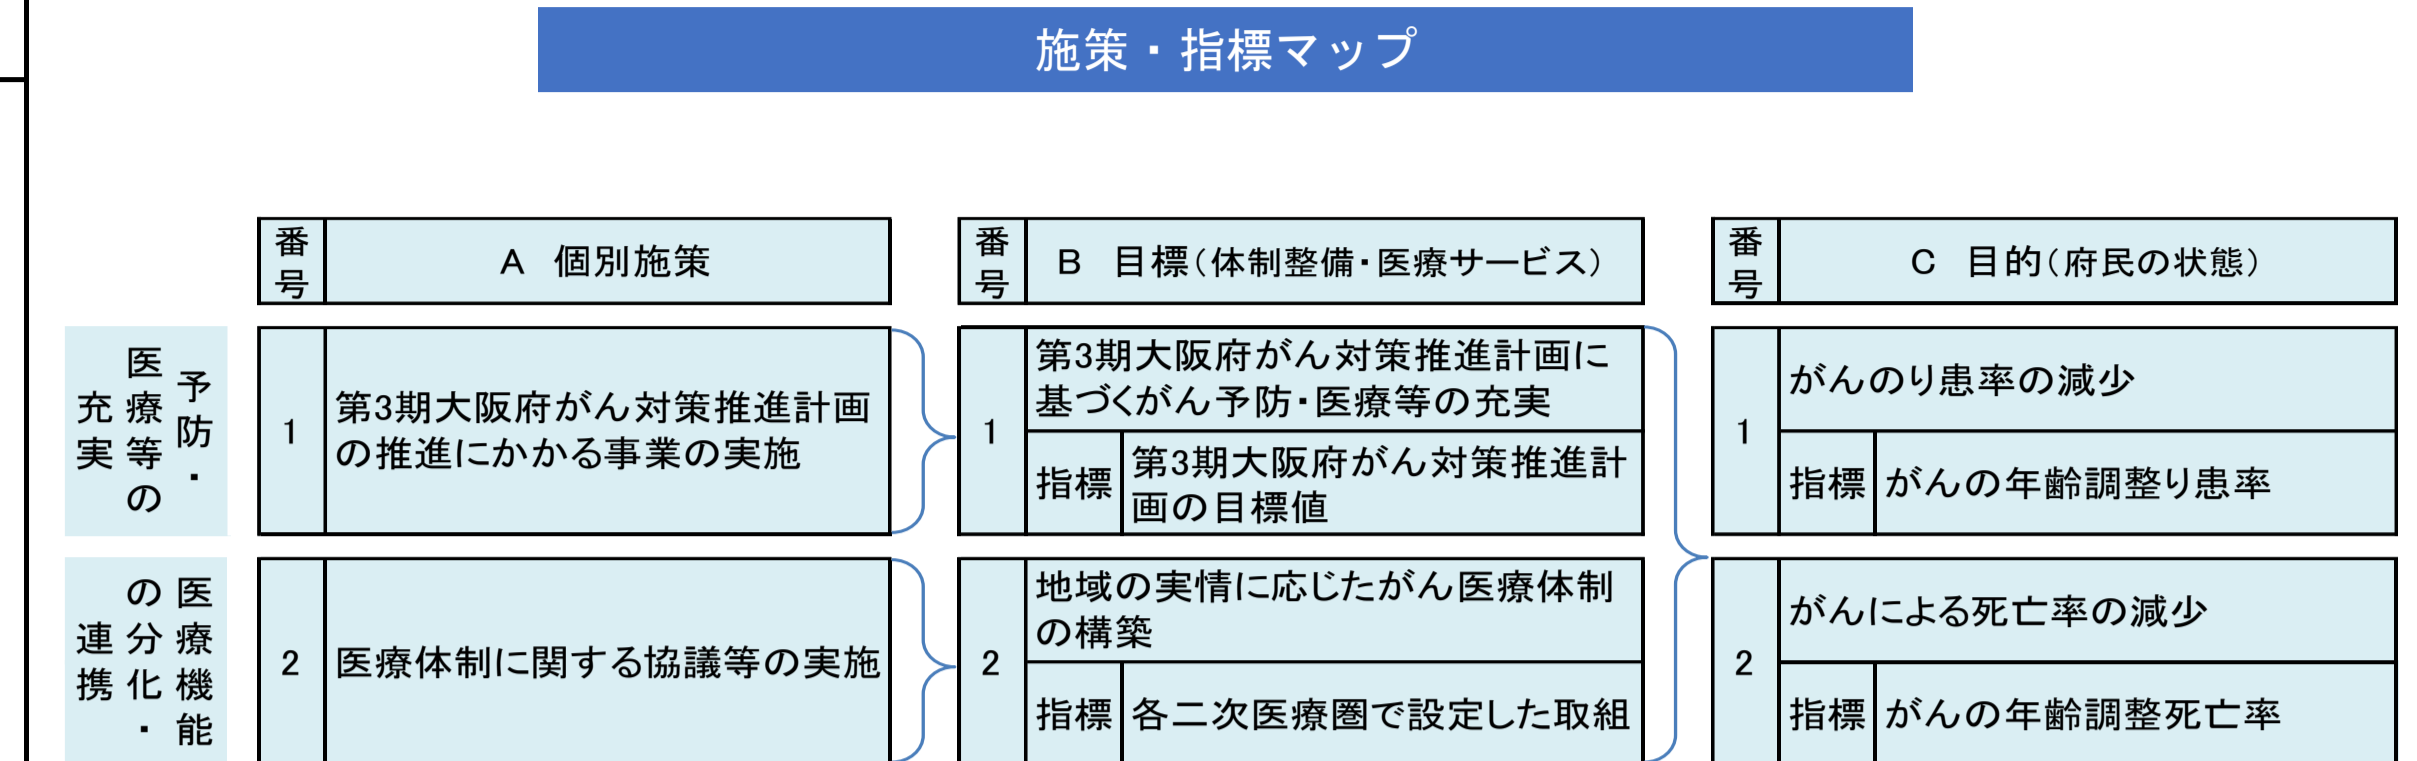 施策・指標マップ
番号
A　個別施策
番号
B　目標（体制整備・医療サービス）
番号
C　目的（府民の状態）
予防・
医療等の
充実
1
第3期大阪府がん対策推進計画
の推進にかかる事業の実施
1
第3期大阪府がん対策推進計画に
基づくがん予防・医療等の充実
指標
第3期大阪府がん対策推進計
画の目標値
1
がんのり患率の減少
指標
がんの年齢調整り患率
医療機能
の分化・
連携
2
医療体制に関する協議等の実施
2
地域の実情に応じたがん医療体制
の構築
指標
各二次医療圏で設定した取組
2
がんによる死亡率の減少
指標
がんの年齢調整死亡率